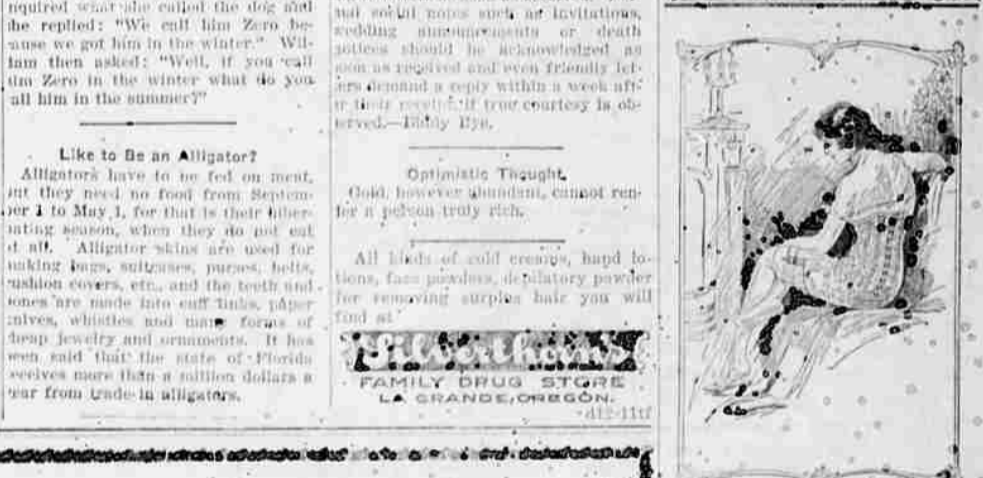 nquired what she called the dog and
he replied: "We call him Zero be-
ause we got him in the winter." Wil-
iam then asked: "Well, if you call
him Zero in the winter what do you
all him in the summer?"
Like to Be an Alligator?
Alligators have to be fed on meat,
but they need no food from Septem-
ber 1 to May 1, for that is their hiber-
nating season, when they do not eat
at all. Alligator skins are used for
making bags, suitcases, purses, belts,
cushion covers, etc., and the teeth and
bones are made into cuff links, paper
knives, whistles and many forms of
cheap jewelry and ornaments. It has
been said that the state of Florida
receives more than a million dollars a
year from trade in alligators.
and social notes such as invitations,
wedding announcements or death
notices should be acknowledged as
soon as received and even friendly let-
ters demand a reply within a week aft-
er their receipt if true courtesy is ob-
served.—Biddy Bye.
Optimistic Thought.
Gold, however abundant, cannot ren-
der a person truly rich.
All kinds of cold creams, hand lo-
tions, face powders, depilatory powder
for removing surplus hair you will
find at
Silverthorn's
FAMILY DRUG STORE
LA GRANDE, OREGON.
d12-11tf